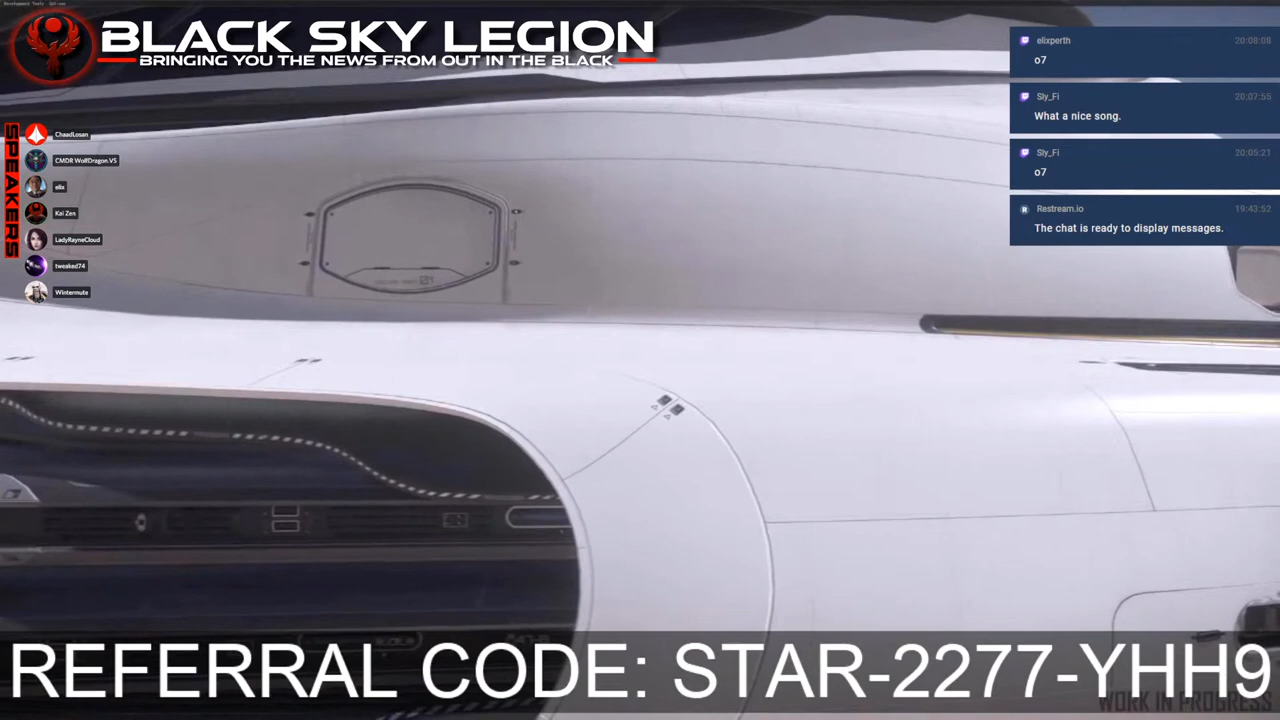 BLACK SKY LEGION
BRINGING YOU THE NEWS FROM OUT IN THE BLACK
SPEAKERS
ChaadLosan
CMDR WolfDragon.VS
elix
Kai Zen
LadyRayneCloud
tweaked74
Wintermute
elixperth 20:08:08
o7
Sly_Fi 20:07:55
What a nice song.
Sly_Fi 20:05:21
o7
Restream.io 19:43:52
The chat is ready to display messages.
REFERRAL CODE: STAR-2277-YHH9
WORK IN PROGRESS